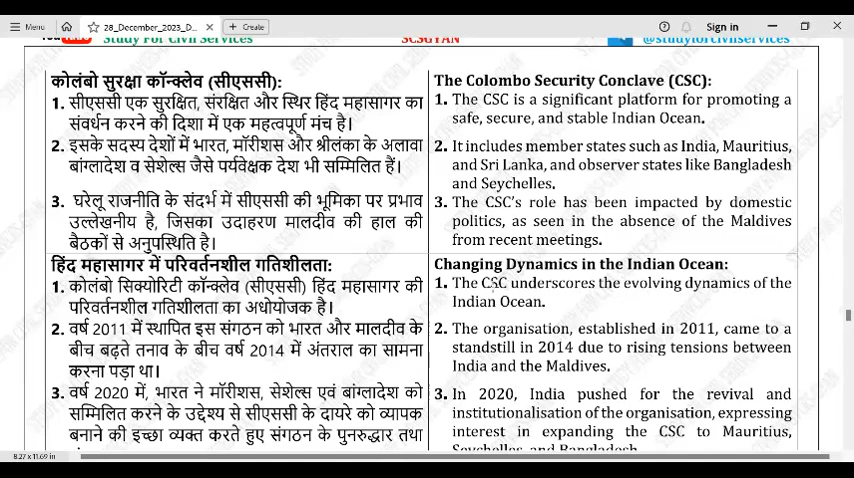 Menu
28_December_2023_D...
+ Create
Sign in
Study For Civil Services
SCSGYAN
@studyforcivilservices
कोलंबो सुरक्षा कॉन्क्लेव (सीएससी):
1. सीएससी एक सुरक्षित, संरक्षित और स्थिर हिंद महासागर का
संवर्धन करने की दिशा में एक महत्वपूर्ण मंच है।
2. इसके सदस्य देशों में भारत, मॉरीशस और श्रीलंका के अलावा
बांग्लादेश व सेशेल्स जैसे पर्यवेक्षक देश भी सम्मिलित हैं।
3. घरेलू राजनीति के संदर्भ में सीएससी की भूमिका पर प्रभाव
उल्लेखनीय है, जिसका उदाहरण मालदीव की हाल की
बैठकों से अनुपस्थिति है।
हिंद महासागर में परिवर्तनशील गतिशीलता:
1. कोलंबो सिक्योरिटी कॉन्क्लेव (सीएससी) हिंद महासागर की
परिवर्तनशील गतिशीलता का अधोयोजक है।
2. वर्ष 2011 में स्थापित इस संगठन को भारत और मालदीव के
बीच बढ़ते तनाव के बीच वर्ष 2014 में अंतराल का सामना
करना पड़ा था।
3. वर्ष 2020 में, भारत ने मॉरीशस, सेशेल्स एवं बांग्लादेश को
सम्मिलित करने के उद्देश्य से सीएससी के दायरे को व्यापक
बनाने की इच्छा व्यक्त करते हुए संगठन के पुनरुद्धार तथा
The Colombo Security Conclave (CSC):
1. The CSC is a significant platform for promoting a
safe, secure, and stable Indian Ocean.
2. It includes member states such as India, Mauritius,
and Sri Lanka, and observer states like Bangladesh
and Seychelles.
3. The CSC's role has been impacted by domestic
politics, as seen in the absence of the Maldives
from recent meetings.
Changing Dynamics in the Indian Ocean:
1. The CSC underscores the evolving dynamics of the
Indian Ocean.
2. The organisation, established in 2011, came to a
standstill in 2014 due to rising tensions between
India and the Maldives.
3. In 2020, India pushed for the revival and
institutionalisation of the organisation, expressing
interest in expanding the CSC to Mauritius,
Seychelles, and Bangladesh.
8.27 x 11.69 in